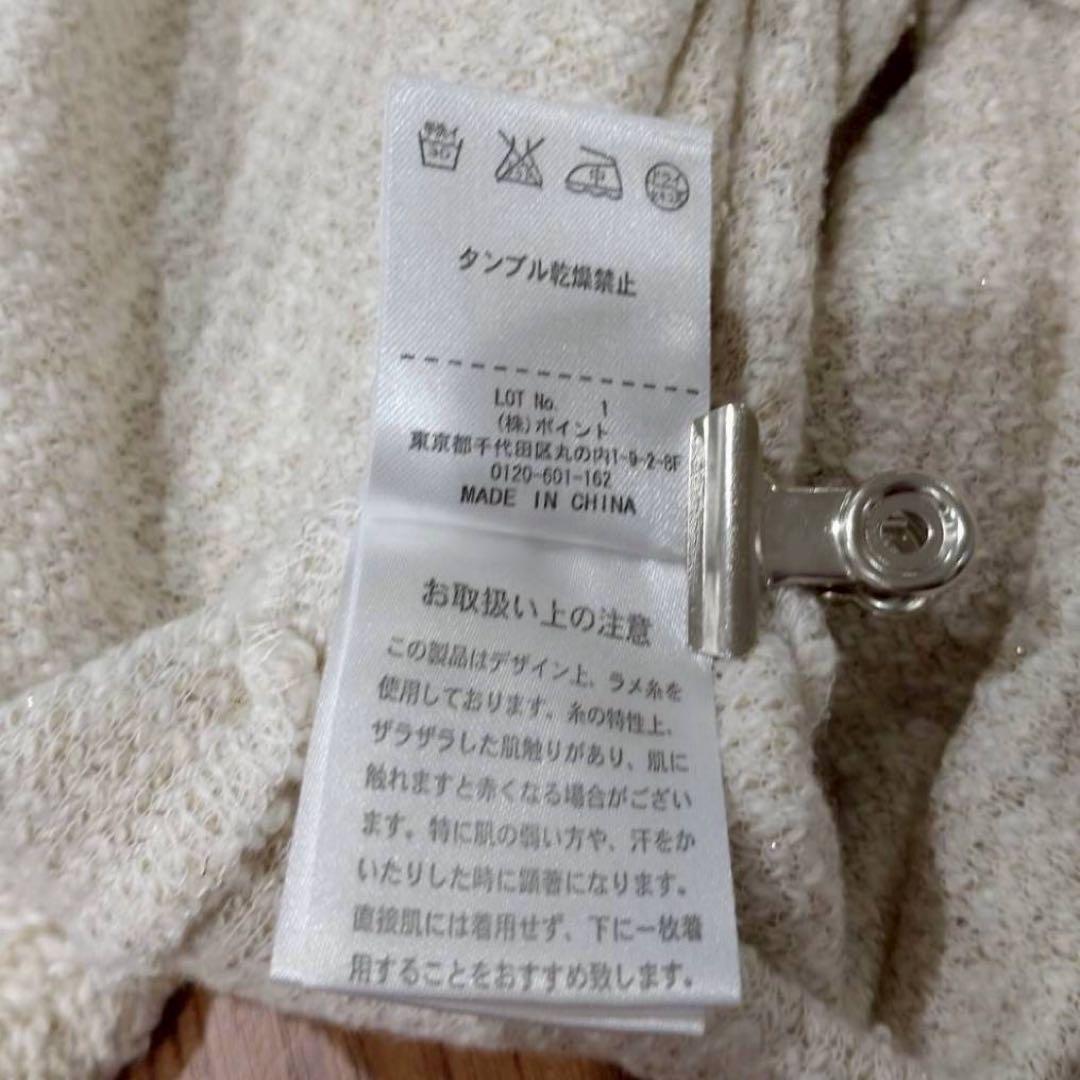 手洗イ
30
中
ドライ
タンブル乾燥禁止
LOT No. 1
(株)ポイント
東京都千代田区丸の内1-9-2-8F
0120-601-162
MADE IN CHINA
お取扱い上の注意
この製品はデザイン上、ラメ糸を
使用しております。糸の特性上、
ザラザラした肌触りがあり、肌に
触れますと赤くなる場合がござい
ます。特に肌の弱い方や、汗をか
いたりした時に顕著になります。
直接肌には着用せず、下に一枚着
用することをおすすめ致します。